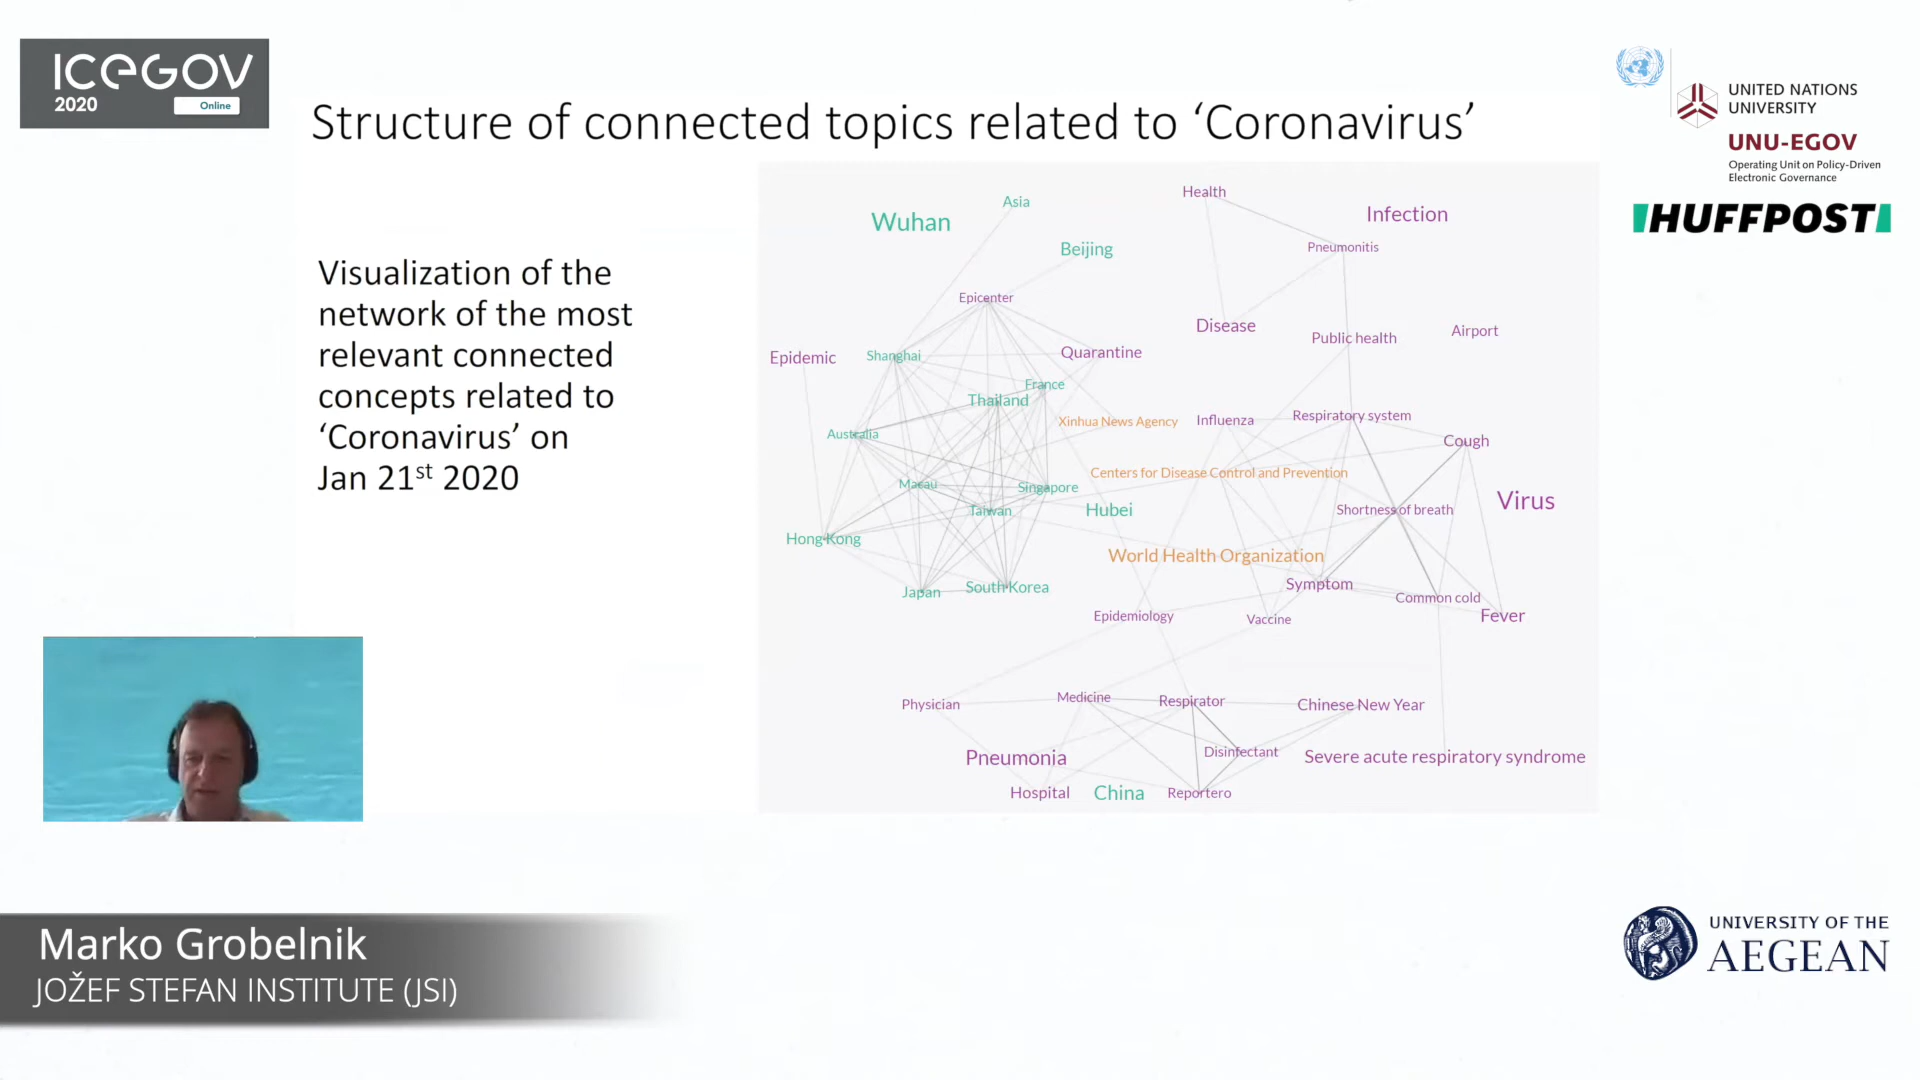 ICEGOV
2020
Online
Structure of connected topics related to ‘Coronavirus’
UNITED NATIONS
UNIVERSITY
UNU-EGOV
Operating Unit on Policy-Driven
Electronic Governance
HUFFPOST
Visualization of the
network of the most
relevant connected
concepts related to
‘Coronavirus’ on
Jan 21st 2020
Health
Asia
Infection
Wuhan
Beijing
Pneumonitis
Epicenter
Disease
Airport
Public health
Quarantine
Shanghai
Epidemic
France
Thailand
Xinhua News Agency
Influenza
Respiratory system
Australia
Cough
Centers for Disease Control and Prevention
Macau
Singapore
Virus
Taiwan
Hubei
Shortness of breath
Hong Kong
World Health Organization
Symptom
South Korea
Japan
Common cold
Fever
Epidemiology
Vaccine
Physician
Medicine
Respirator
Chinese New Year
Disinfectant
Pneumonia
Severe acute respiratory syndrome
Hospital
China
Reportero
Marko Grobelnik
JOŽEF STEFAN INSTITUTE (JSI)
UNIVERSITY OF THE
AEGEAN